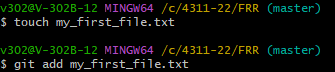 v302@V-302B-12 MINGW64 /c/4311-22/FRR (master)
$ touch my_first_file.txt
v302@V-302B-12 MINGW64 /c/4311-22/FRR (master)
$ git add my_first_file.txt